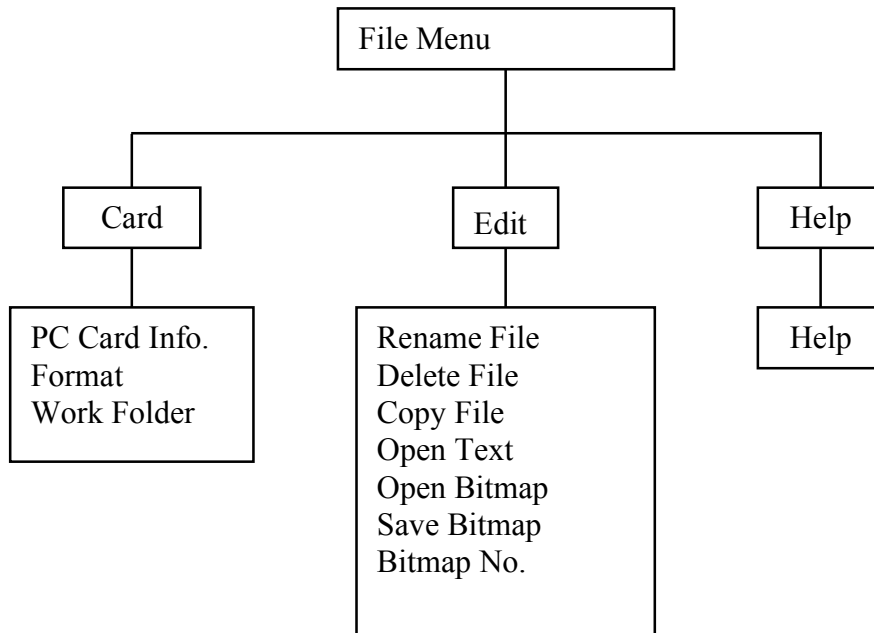 File Menu
Card
Edit
Help
PC Card Info.
Format
Work Folder
Rename File
Delete File
Copy File
Open Text
Open Bitmap
Save Bitmap
Bitmap No.
Help